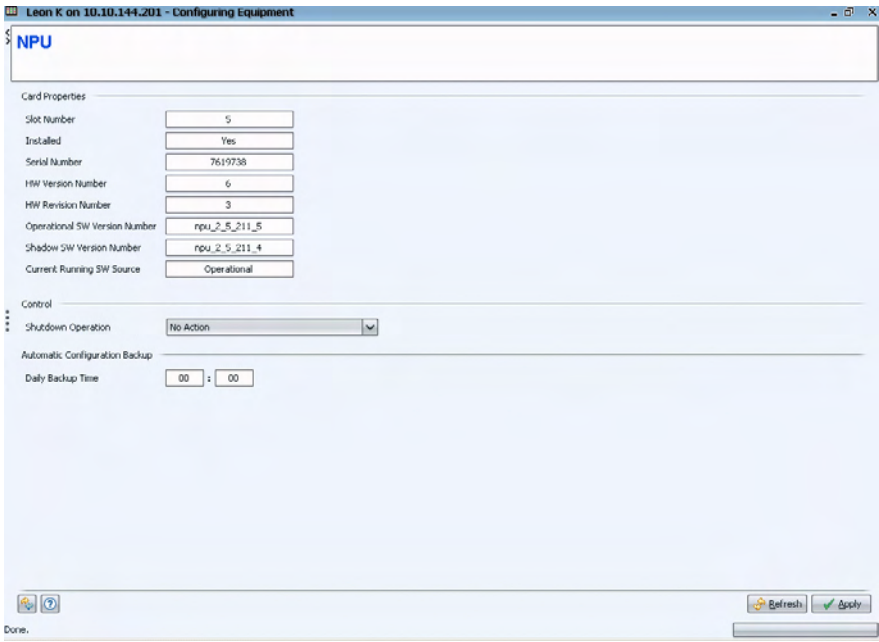 Leon K on 10.10.144.201 - Configuring Equipment
NPU
Card Properties
Slot Number 5
Installed Yes
Serial Number 7619738
HW Version Number 6
HW Revision Number 3
Operational SW Version Number npu_2_5_211_5
Shadow SW Version Number npu_2_5_211_4
Current Running SW Source Operational
Control
Shutdown Operation No Action
Automatic Configuration Backup
Daily Backup Time 00 : 00
Refresh Apply
Done.